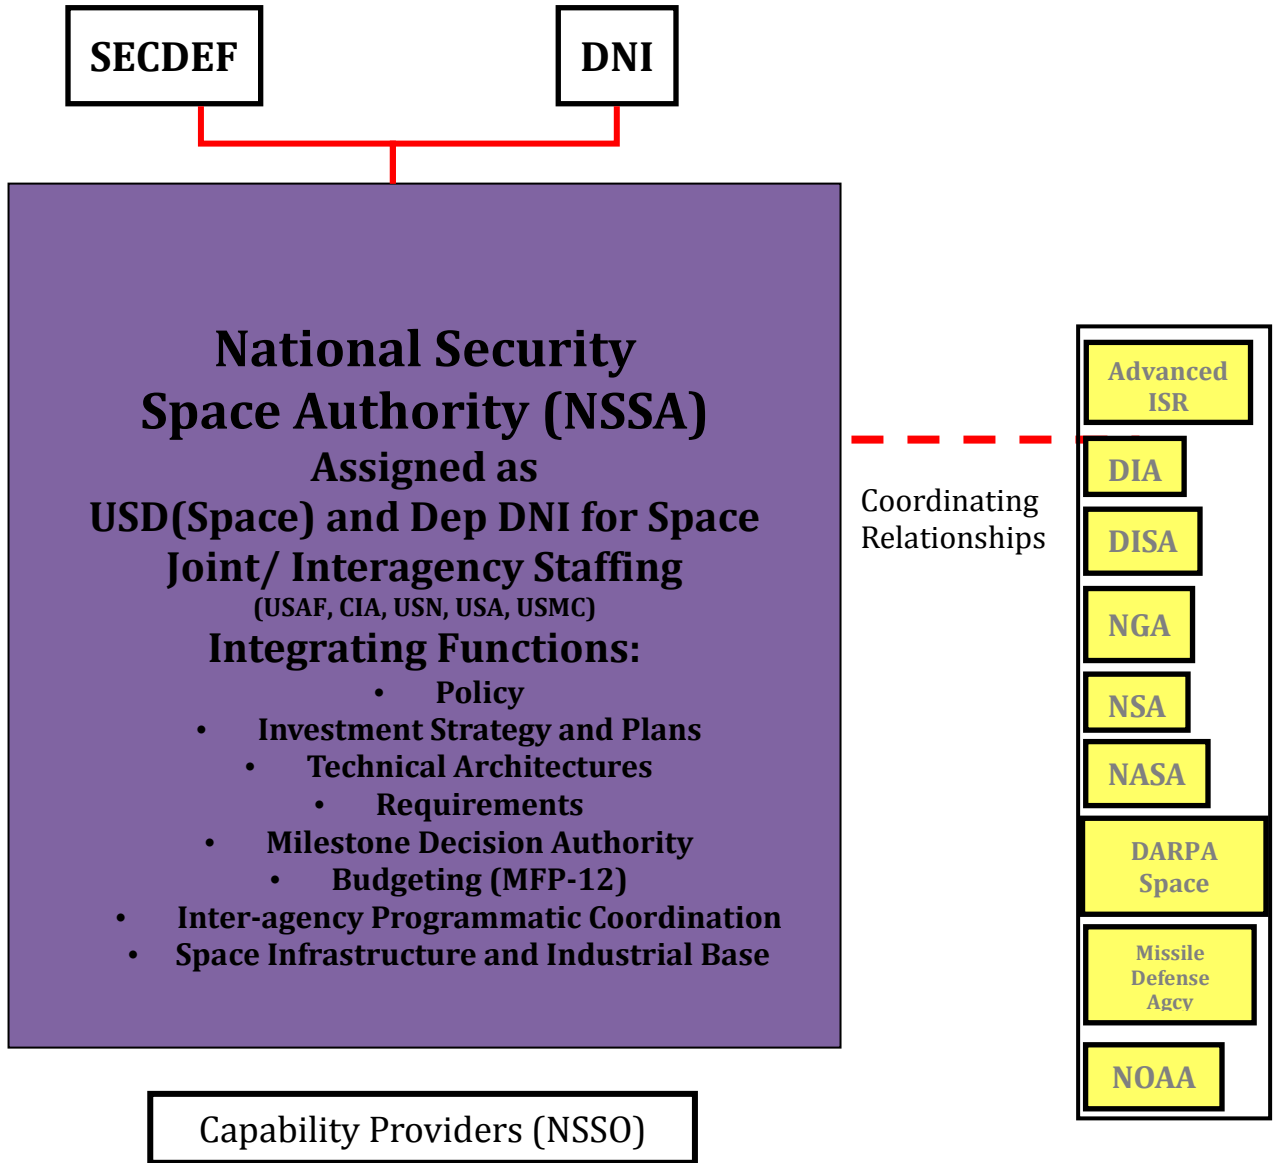 SECDEF
DNI
National Security
Space Authority (NSSA)
Assigned as
USD(Space) and Dep DNI for Space
Joint/ Interagency Staffing
(USAF, CIA, USN, USA, USMC)
Integrating Functions:
• Policy
• Investment Strategy and Plans
• Technical Architectures
• Requirements
• Milestone Decision Authority
• Budgeting (MFP-12)
• Inter-agency Programmatic Coordination
• Space Infrastructure and Industrial Base
Coordinating
Relationships
Advanced
ISR
DIA
DISA
NGA
NSA
NASA
DARPA
Space
Missile
Defense
Agcy
NOAA
Capability Providers (NSSO)